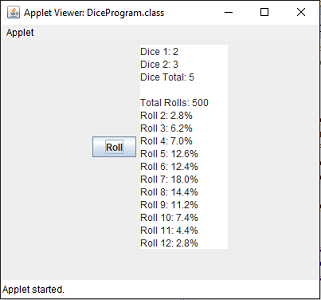 Applet Viewer: DiceProgram.class
Applet
Dice 1: 2
Dice 2: 3
Dice Total: 5
Total Rolls: 500
Roll 2: 2.8%
Roll 3: 6.2%
Roll 4: 7.0%
Roll 5: 12.6%
Roll 6: 12.4%
Roll 7: 18.0%
Roll 8: 14.4%
Roll 9: 11.2%
Roll 10: 7.4%
Roll 11: 4.4%
Roll 12: 2.8%
Roll
Applet started.